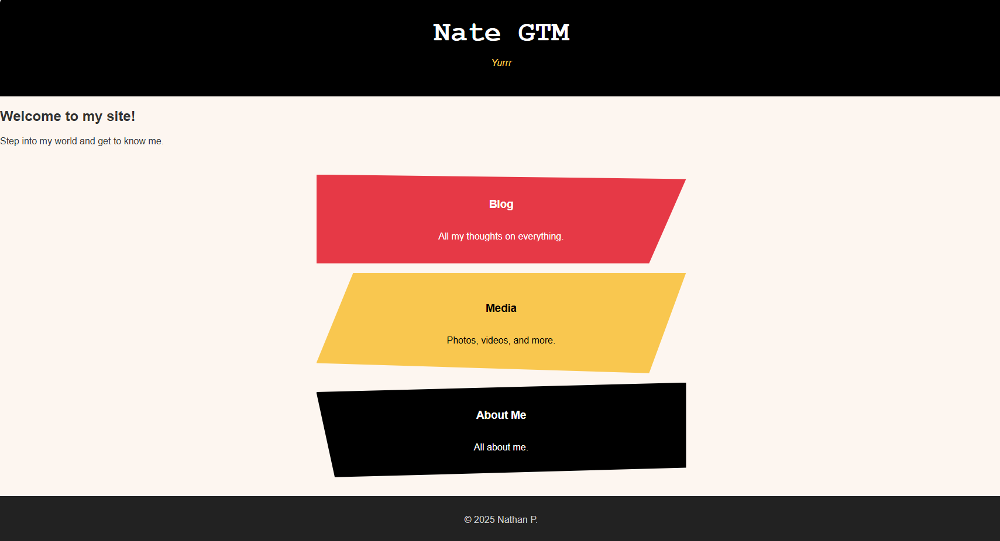 Nate GTM
Yurrr
Welcome to my site!
Step into my world and get to know me.
Blog
All my thoughts on everything.
Media
Photos, videos, and more.
About Me
All about me.
© 2025 Nathan P.